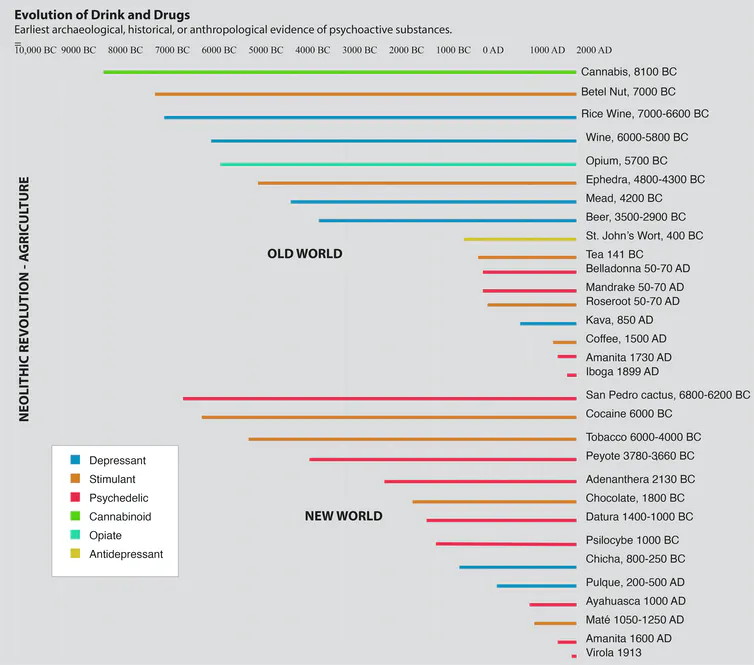 Evolution of Drink and Drugs
Earliest archaeological, historical, or anthropological evidence of psychoactive substances.
10,000 BC 9000 BC 8000 BC 7000 BC 6000 BC 5000 BC 4000 BC 3000 BC 2000 BC 1000 BC 0 AD 1000 AD 2000 AD
Cannabis, 8100 BC
Betel Nut, 7000 BC
Rice Wine, 7000-6600 BC
Wine, 6000-5800 BC
Opium, 5700 BC
Ephedra, 4800-4300 BC
Mead, 4200 BC
Beer, 3500-2900 BC
St. John's Wort, 400 BC
OLD WORLD
Tea 141 BC
Belladonna 50-70 AD
Mandrake 50-70 AD
Roseroot 50-70 AD
Kava, 850 AD
Coffee, 1500 AD
Amanita 1730 AD
Iboga 1899 AD
NEOLITHIC REVOLUTION - AGRICULTURE
San Pedro cactus, 6800-6200 BC
Cocaine 6000 BC
Tobacco 6000-4000 BC
Peyote 3780-3660 BC
Adenanthera 2130 BC
Chocolate, 1800 BC
NEW WORLD
Datura 1400-1000 BC
Psilocybe 1000 BC
Chicha, 800-250 BC
Pulque, 200-500 AD
Ayahuasca 1000 AD
Maté 1050-1250 AD
Amanita 1600 AD
Virola 1913
Depressant
Stimulant
Psychedelic
Cannabinoid
Opiate
Antidepressant